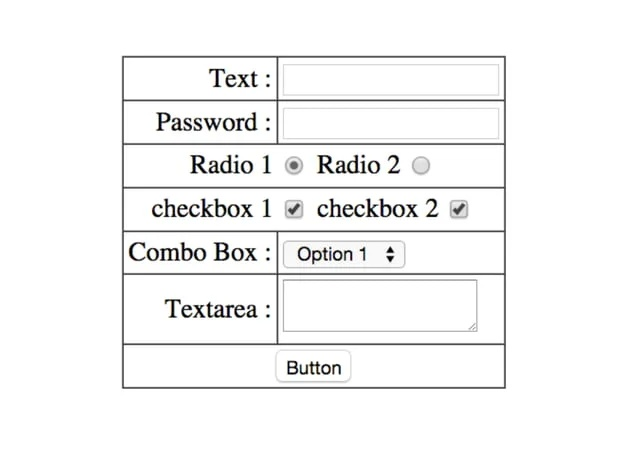 Text :
Password :
Radio 1 Radio 2
checkbox 1 checkbox 2
Combo Box : Option 1
Textarea :
Button